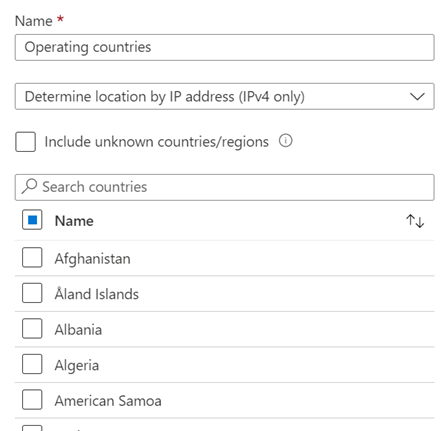 Name *
Operating countries
Determine location by IP address (IPv4 only)
Include unknown countries/regions
Search countries
Name
Afghanistan
Åland Islands
Albania
Algeria
American Samoa